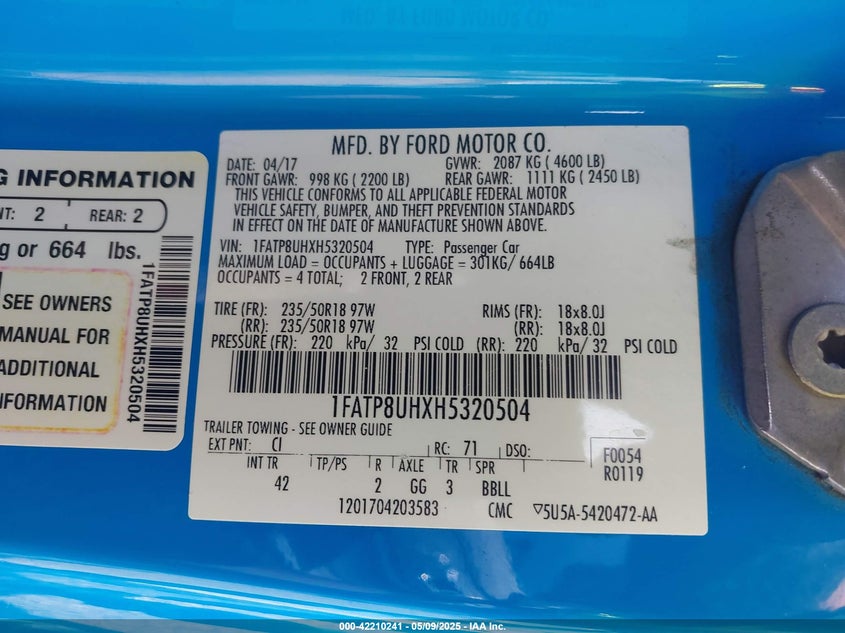 MFD. BY FORD MOTOR CO.
G INFORMATION
NT: 2 REAR: 2
g or 664 lbs.
SEE OWNERS
MANUAL FOR
ADDITIONAL
INFORMATION
1FATP8UHXH5320504
MFD. BY FORD MOTOR CO.
DATE: 04/17 GVWR: 2087 KG ( 4600 LB)
FRONT GAWR: 998 KG ( 2200 LB) REAR GAWR: 1111 KG ( 2450 LB)
THIS VEHICLE CONFORMS TO ALL APPLICABLE FEDERAL MOTOR
VEHICLE SAFETY, BUMPER, AND THEFT PREVENTION STANDARDS
IN EFFECT ON THE DATE OF MANUFACTURE SHOWN ABOVE.
VIN: 1FATP8UHXH5320504 TYPE: Passenger Car
MAXIMUM LOAD = OCCUPANTS + LUGGAGE = 301KG/ 664LB
OCCUPANTS = 4 TOTAL; 2 FRONT, 2 REAR
TIRE (FR): 235/50R18 97W RIMS (FR): 18x8.0J
(RR): 235/50R18 97W (RR): 18x8.0J
PRESSURE (FR): 220 kPa/ 32 PSI COLD (RR): 220 kPa/ 32 PSI COLD
1FATP8UHXH5320504
TRAILER TOWING - SEE OWNER GUIDE
EXT PNT: CI RC: 71 DSO: F0054
R0119
INT TR TP/PS R AXLE TR SPR
42 2 GG 3 BBLL
1201704203583 CMC ▽5U5A-5420472-AA
000-42210241 - 05/09/2025 - IAA Inc.